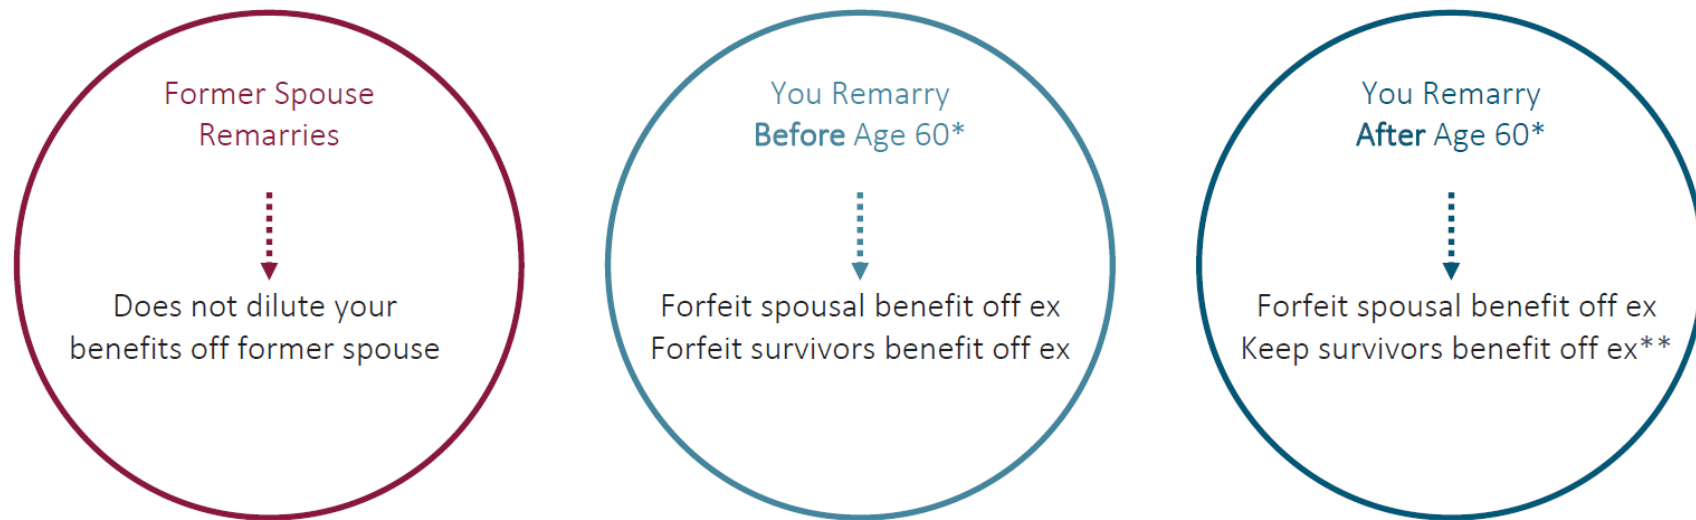 Former Spouse
Remarries
Does not dilute your
benefits off former spouse
You Remarry
Before Age 60*
Forfeit spousal benefit off ex
Forfeit survivors benefit off ex
You Remarry
After Age 60*
Forfeit spousal benefit off ex
Keep survivors benefit off ex**